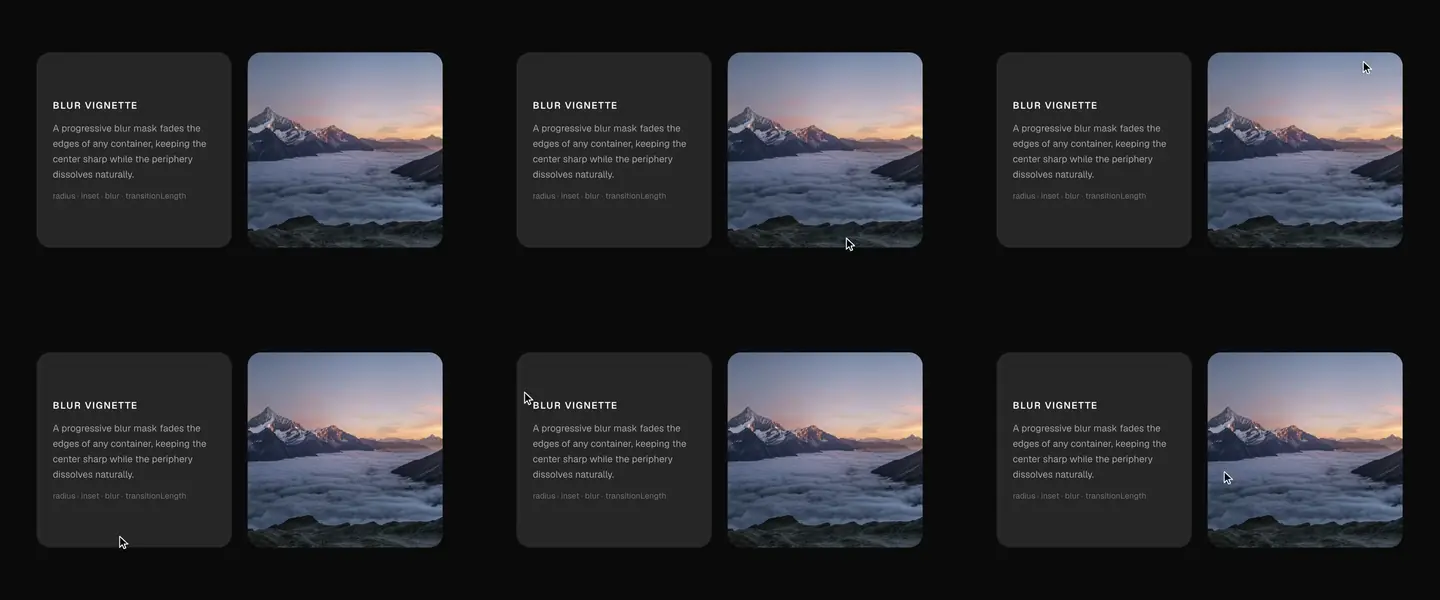 BLUR VIGNETTE
A progressive blur mask fades the
edges of any container, keeping the
center sharp while the periphery
dissolves naturally.
radius · inset · blur · transitionLength
BLUR VIGNETTE
A progressive blur mask fades the
edges of any container, keeping the
center sharp while the periphery
dissolves naturally.
radius · inset · blur · transitionLength
BLUR VIGNETTE
A progressive blur mask fades the
edges of any container, keeping the
center sharp while the periphery
dissolves naturally.
radius · inset · blur · transitionLength
BLUR VIGNETTE
A progressive blur mask fades the
edges of any container, keeping the
center sharp while the periphery
dissolves naturally.
radius · inset · blur · transitionLength
BLUR VIGNETTE
A progressive blur mask fades the
edges of any container, keeping the
center sharp while the periphery
dissolves naturally.
radius · inset · blur · transitionLength
BLUR VIGNETTE
A progressive blur mask fades the
edges of any container, keeping the
center sharp while the periphery
dissolves naturally.
radius · inset · blur · transitionLength